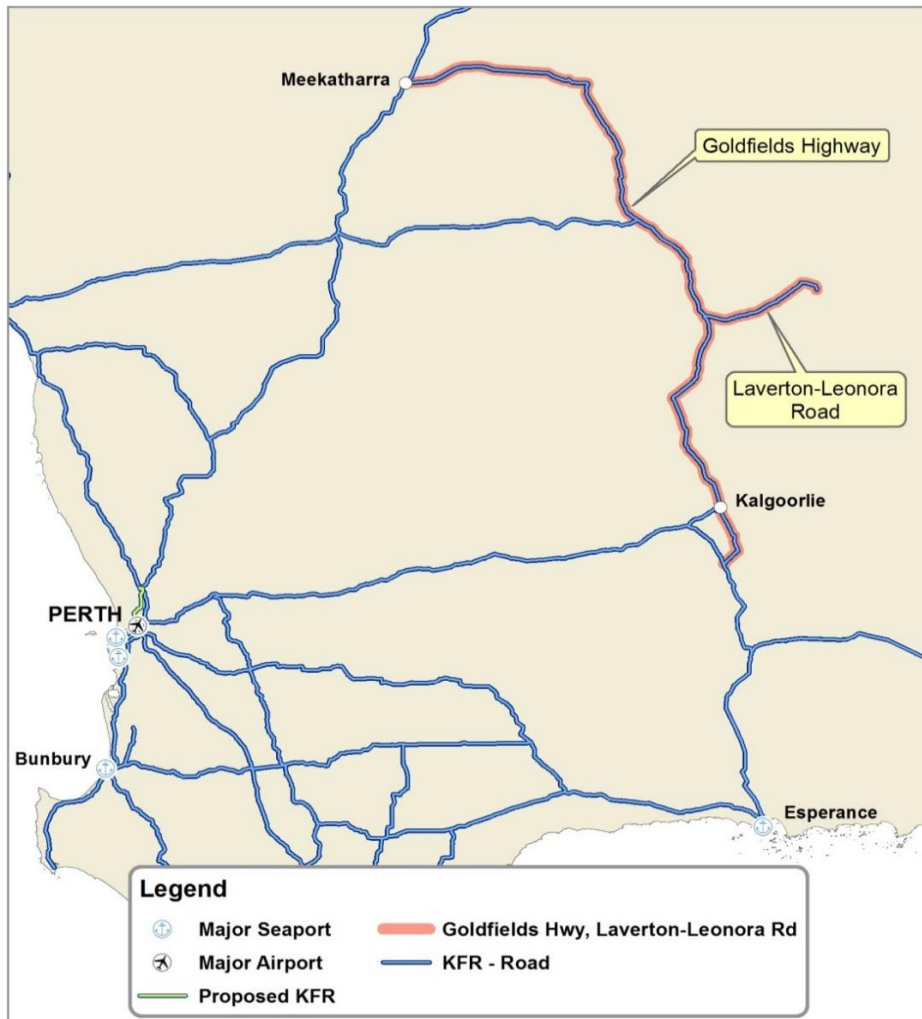 Meekatharra
Goldfields Highway
Laverton-Leonora
Road
Kalgoorlie
PERTH
Bunbury
Esperance
Legend
Major Seaport
Goldfields Hwy, Laverton-Leonora Rd
Major Airport
KFR - Road
Proposed KFR